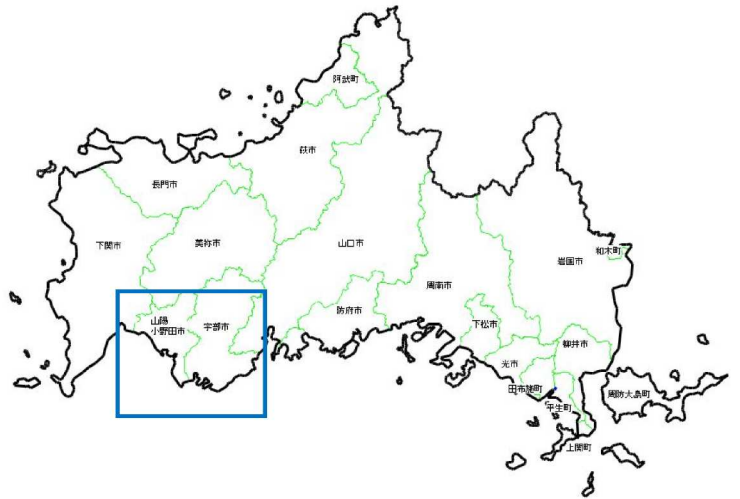 阿武町
萩市
長門市
山口市
下関市
美祢市
和木町
岩国市
周南市
防府市
山陽
小野田市
宇部市
下松市
柳井市
光市
田布施町
周防大島町
平生町
上関町